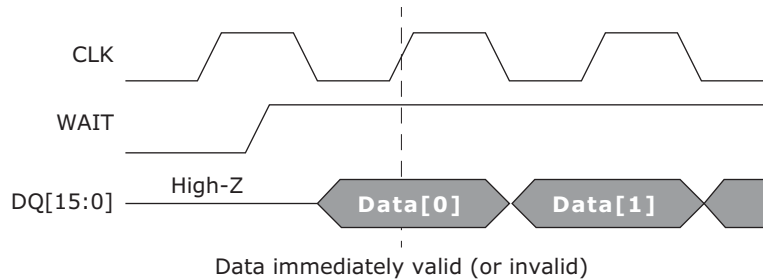 CLK
WAIT
High-Z
DQ[15:0]
Data[0]
Data[1]
Data immediately valid (or invalid)